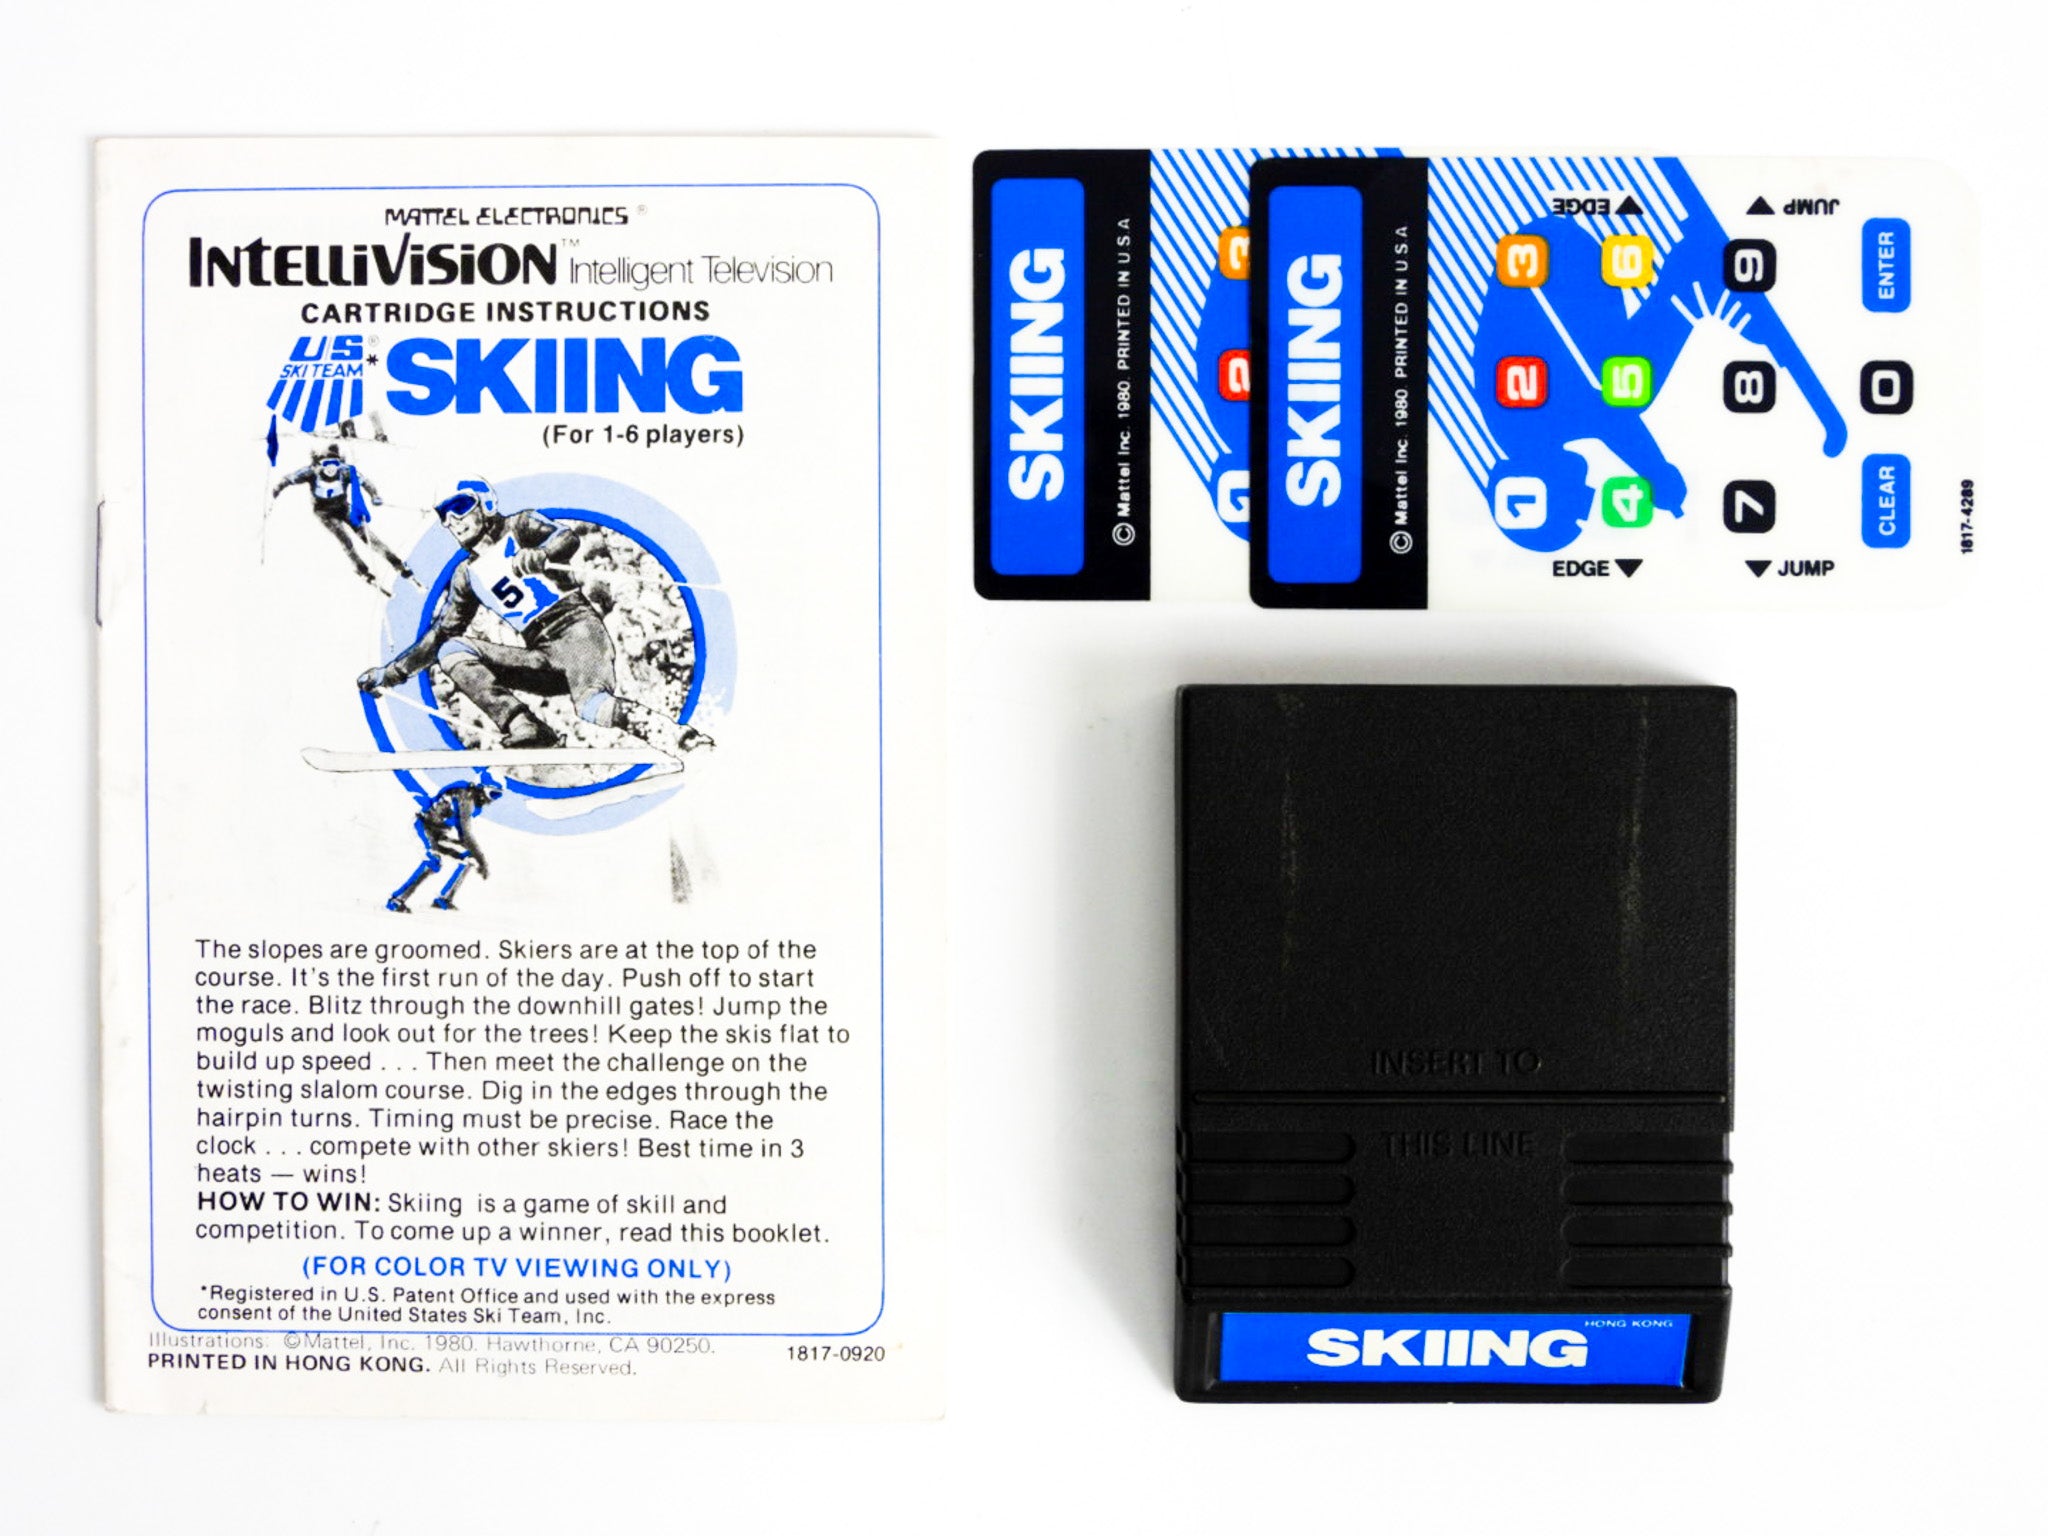 MATTEL ELECTRONICS®
INTELLIVISION™ Intelligent Television
CARTRIDGE INSTRUCTIONS
US®
SKI TEAM*
SKIING
(For 1-6 players)
5
The slopes are groomed. Skiers are at the top of the
course. It's the first run of the day. Push off to start
the race. Blitz through the downhill gates! Jump the
moguls and look out for the trees! Keep the skis flat to
build up speed . . . Then meet the challenge on the
twisting slalom course. Dig in the edges through the
hairpin turns. Timing must be precise. Race the
clock . . . compete with other skiers! Best time in 3
heats — wins!
HOW TO WIN: Skiing is a game of skill and
competition. To come up a winner, read this booklet.
(FOR COLOR TV VIEWING ONLY)
*Registered in U.S. Patent Office and used with the express
consent of the United States Ski Team, Inc.
Illustrations: ©Mattel, Inc. 1980. Hawthorne, CA 90250.
PRINTED IN HONG KONG. All Rights Reserved.
1817-0920
SKIING
© Mattel Inc. 1980. PRINTED IN U.S.A
1 2 3
SKIING
© Mattel Inc. 1980. PRINTED IN U.S.A
1 2 3
EDGE 4 5 6 EDGE
7 8 9
JUMP JUMP
CLEAR 0 ENTER
1817-4289
INSERT TO
THIS LINE
HONG KONG
SKIING